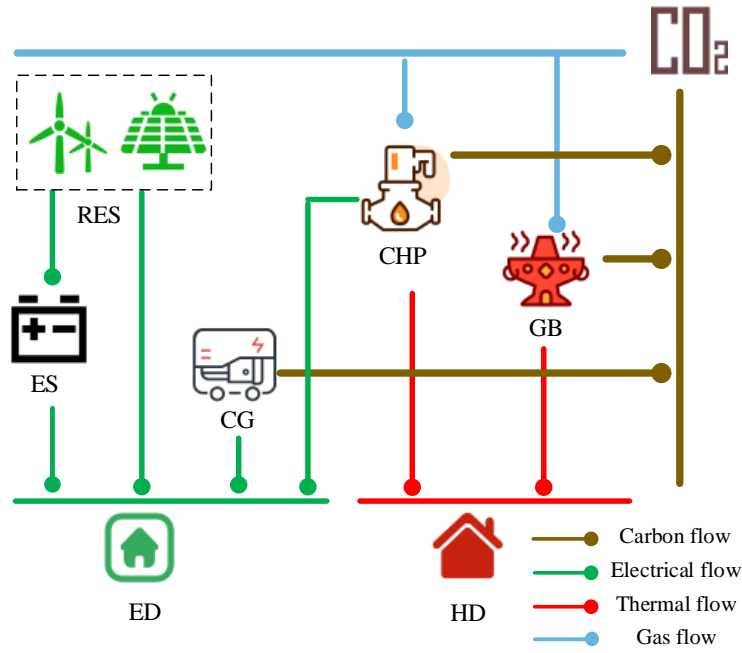 CO₂
RES
CHP
GB
ES
CG
ED
HD
Carbon flow
Electrical flow
Thermal flow
Gas flow